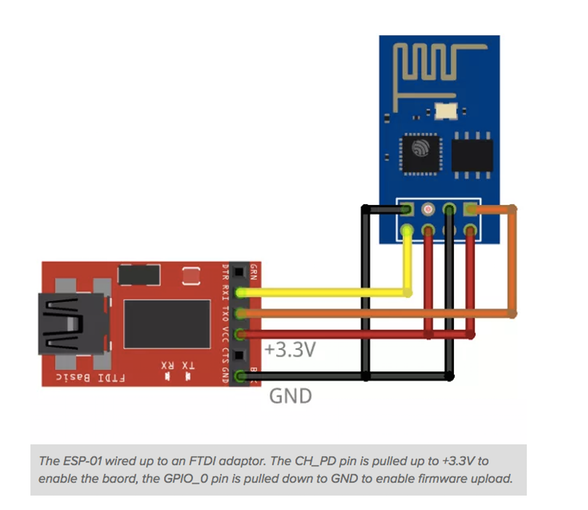 GRN
DTR
RXI
TXO
VCC
CTS
GND
+3.3V
GND
TX
RX
FTDI Basic
The ESP-01 wired up to an FTDI adaptor. The CH_PD pin is pulled up to +3.3V to
enable the baord, the GPIO_0 pin is pulled down to GND to enable firmware upload.